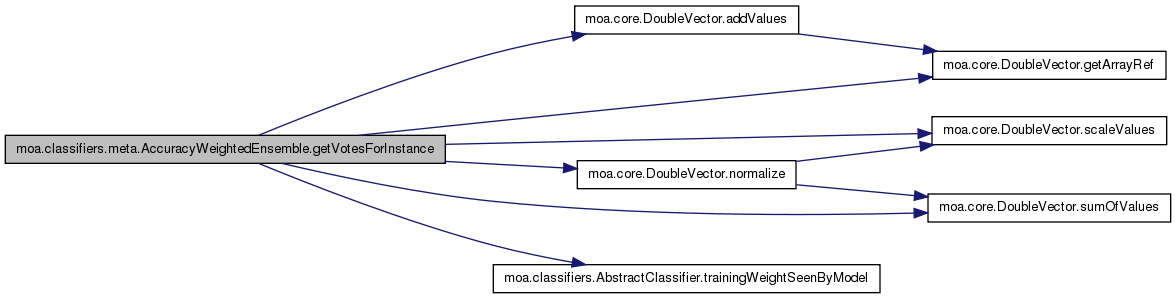 moa.core.DoubleVector.addValues
moa.core.DoubleVector.getArrayRef
moa.core.DoubleVector.scaleValues
moa.classifiers.meta.AccuracyWeightedEnsemble.getVotesForInstance
moa.core.DoubleVector.normalize
moa.core.DoubleVector.sumOfValues
moa.classifiers.AbstractClassifier.trainingWeightSeenByModel